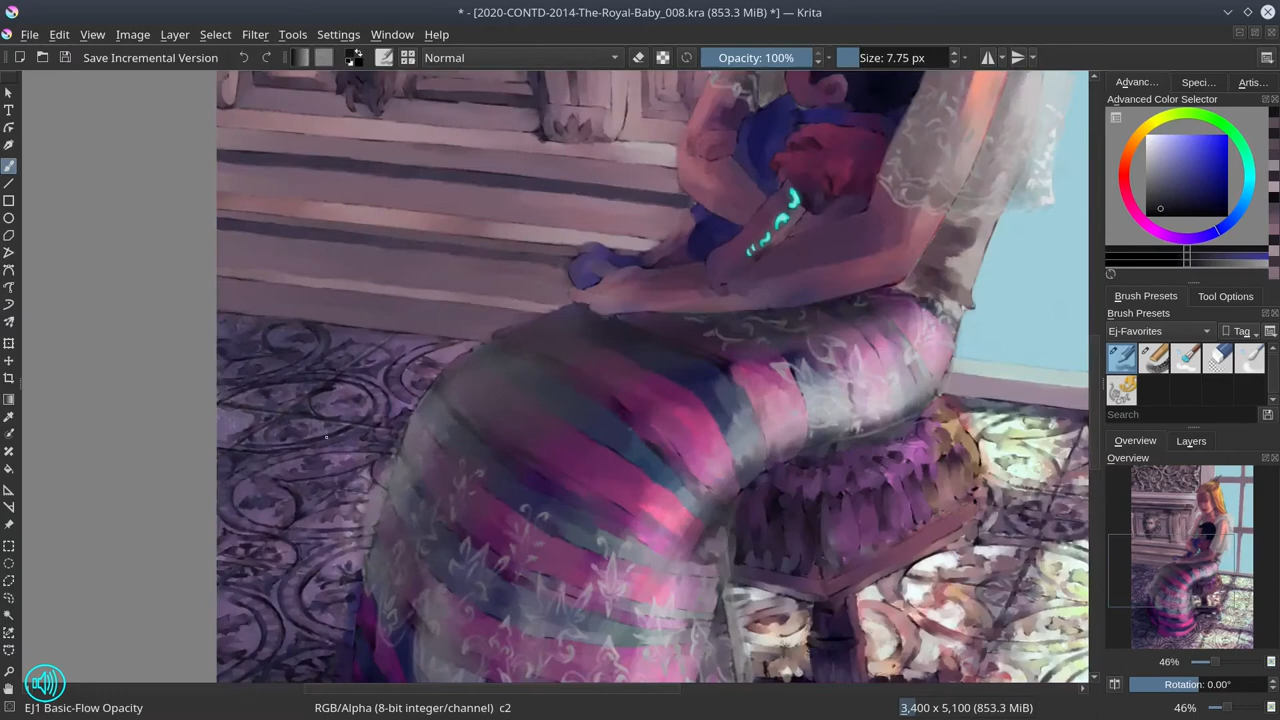 * - [2020-CONTD-2014-The-Royal-Baby_008.kra (853.3 MiB) *] — Krita
File Edit View Image Layer Select Filter Tools Settings Window Help
Save Incremental Version Normal Opacity: 100% Size: 7.75 px
Advanc... Speci... Artis...
Advanced Color Selector
Brush Presets Tool Options
Brush Presets
Ej-Favorites Tag
Search
Overview Layers
Overview
46%
Rotation: 0.00°
EJ1 Basic-Flow Opacity RGB/Alpha (8-bit integer/channel) c2 3,400 x 5,100 (853.3 MiB) 46%